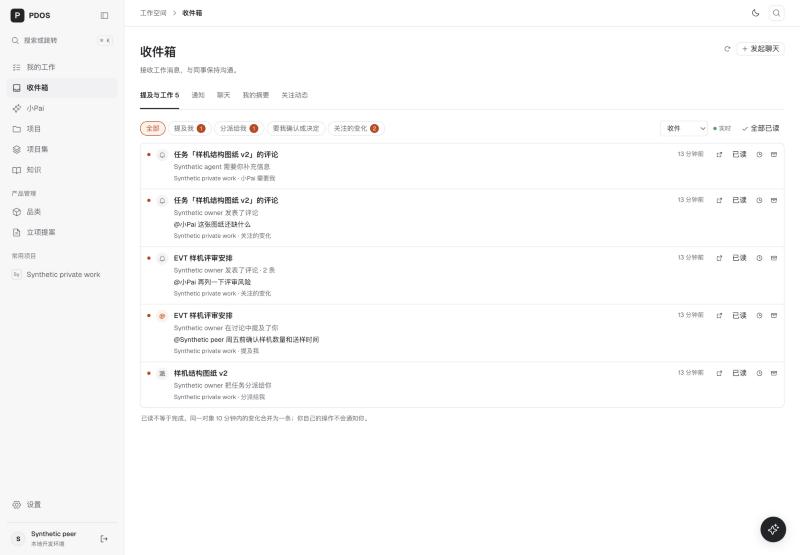 P PDOS
搜索或跳转 ⌘ K
我的工作
收件箱
小Pai
项目
项目集
知识
产品管理
品类
立项提案
常用项目
Sy Synthetic private work
设置
S Synthetic peer
本地开发环境
工作空间 > 收件箱
收件箱
接收工作消息，与同事保持沟通。
+ 发起聊天
提及与工作 5 通知 聊天 我的摘要 关注动态
全部 提及我 1 分派给我 1 要我确认或决定 关注的变化 2
收件 实时 全部已读
任务「样机结构图纸 v2」的评论 13 分钟前 已读
Synthetic agent 需要你补充信息
Synthetic private work · 小Pai 需要我
任务「样机结构图纸 v2」的评论 13 分钟前 已读
Synthetic owner 发表了评论
@小Pai 这张图纸还缺什么
Synthetic private work · 关注的变化
EVT 样机评审安排 13 分钟前 已读
Synthetic owner 发表了评论 · 2 条
@小Pai 再列一下评审风险
Synthetic private work · 关注的变化
EVT 样机评审安排 13 分钟前 已读
Synthetic owner 在讨论中提及了你
@Synthetic peer 周五前确认样机数量和送样时间
Synthetic private work · 提及我
样机结构图纸 v2 13 分钟前 已读
Synthetic owner 把任务分派给你
Synthetic private work · 分派给我
已读不等于完成。同一对象 10 分钟内的变化合并为一条；你自己的操作不会通知你。